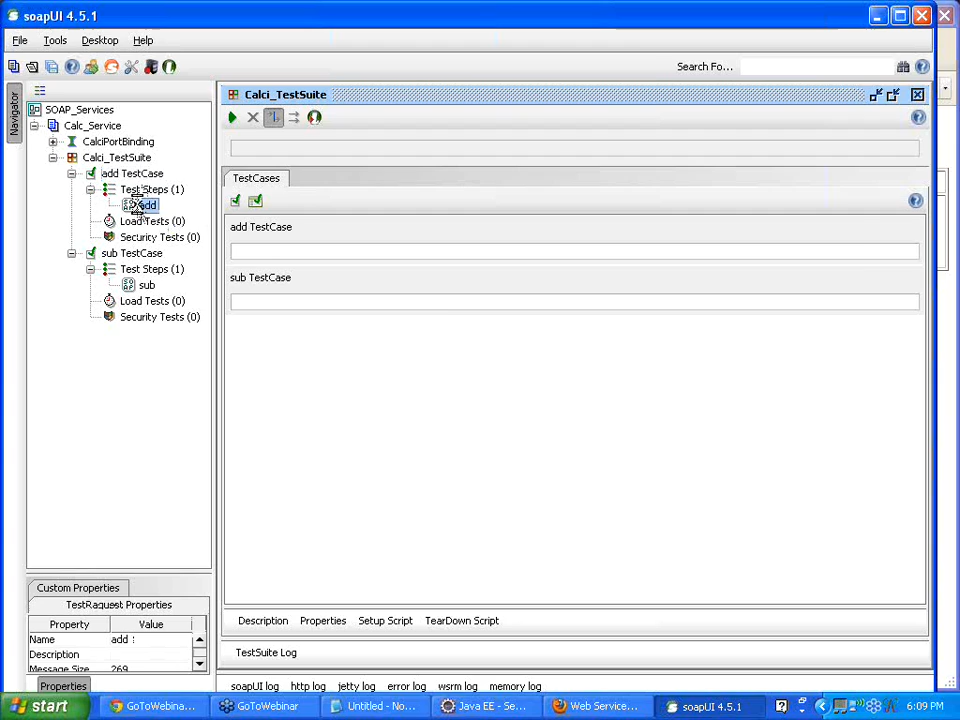 soapUI 4.5.1
File Tools Desktop Help
Search Fo...
Navigator
SOAP_Services
Calc_Service
CalciPortBinding
Calci_TestSuite
add TestCase
Test Steps (1)
add
Load Tests (0)
Security Tests (0)
sub TestCase
Test Steps (1)
sub
Load Tests (0)
Security Tests (0)
Calci_TestSuite
TestCases
add TestCase
sub TestCase
Description Properties Setup Script TearDown Script
TestSuite Log
Custom Properties
TestRequest Properties
Property Value
Name add
Description
Message Size 269
Properties
soapUI log http log jetty log error log wsrm log memory log
start GoToWebina... GoToWebinar Untitled - No... Java EE - Se... Web Service... soapUI 4.5.1 6:09 PM